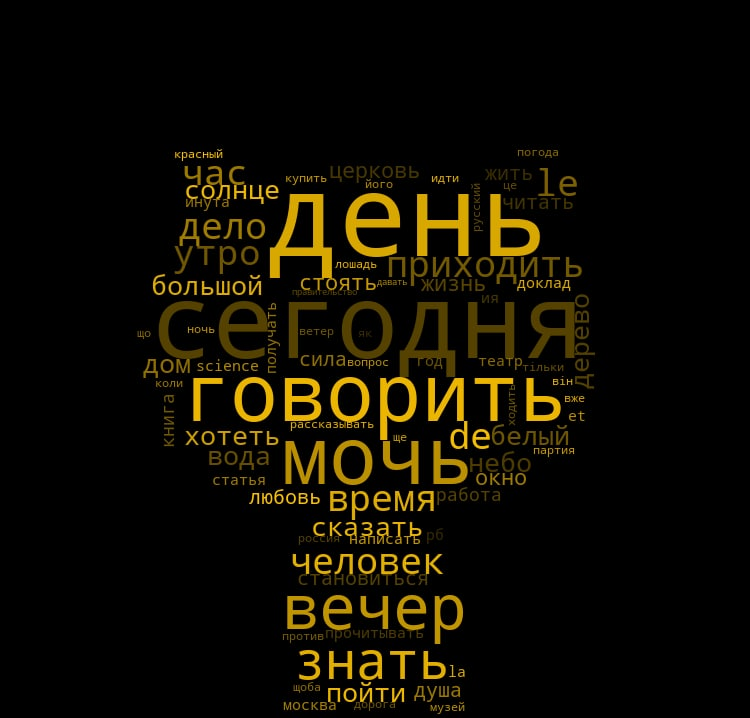 красный
погода
час
церковь
жить
солнце
купить
його
идти
це
le
инута
день
русский
читать
дело
утро
лошадь
приходить
большой
стоять
давать
жизнь
доклад
правительство
ия
сегодня
дерево
що
ночь
получать
ветер
як
дом
science
сила
вопрос
год
театр
тільки
коли
говорить
він
книга
ходить
вже
рассказывать
et
хотеть
мочь
ще
de
белый
вода
небо
партия
статья
окно
любовь
время
работа
сказать
россия
написать
рб
человек
становиться
вечер
против
прочитывать
знать
la
щоба
пойти
душа
москва
дорога
музей